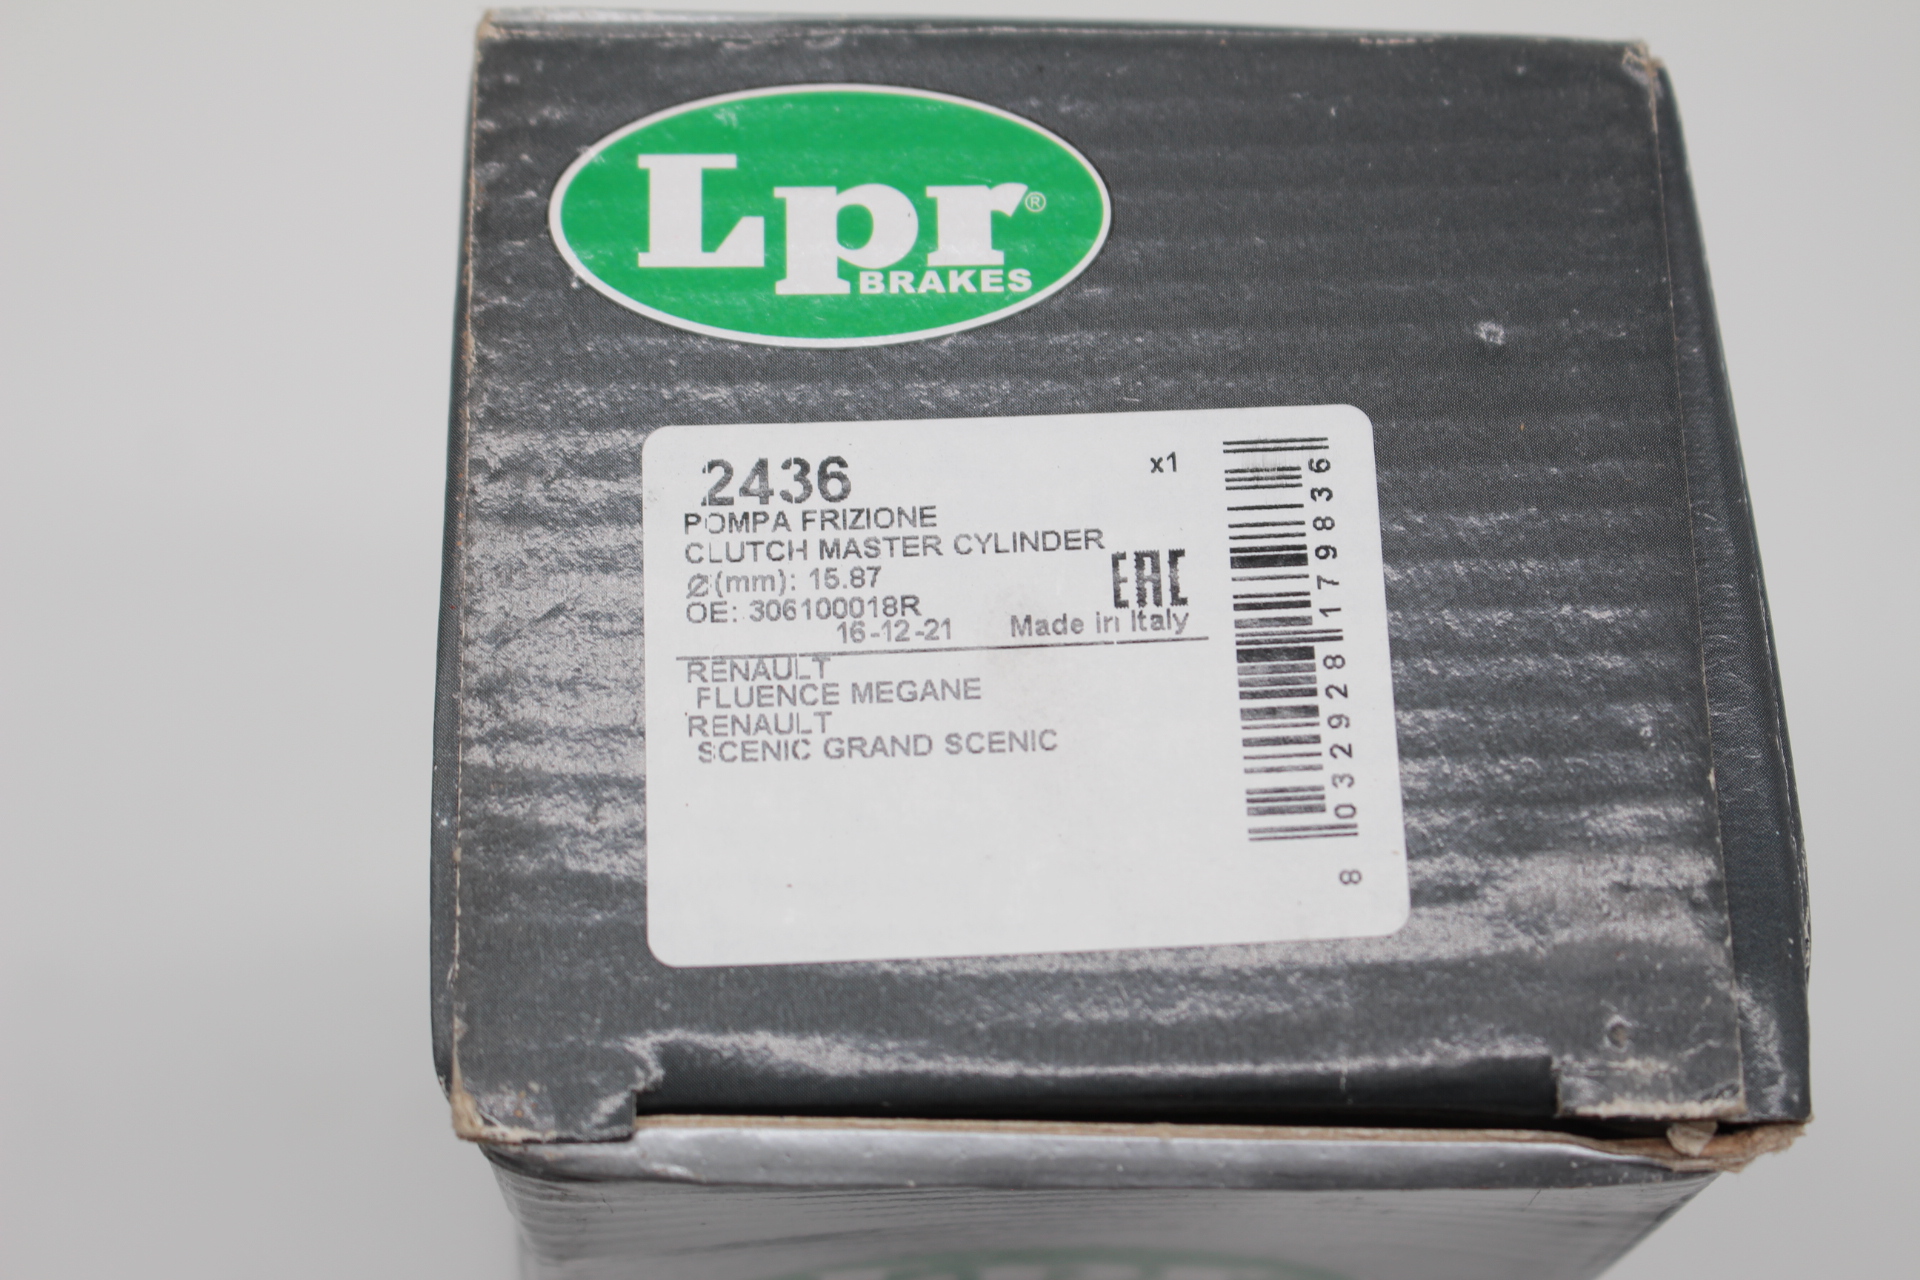 Lpr®
BRAKES
2436
x1
POMPA FRIZIONE
CLUTCH MASTER CYLINDER
Ø (mm): 15.87
EAC
OE: 306100018R
16-12-21 Made in Italy
RENAULT
FLUENCE MEGANE
RENAULT
SCENIC GRAND SCENIC
8 032928 179836